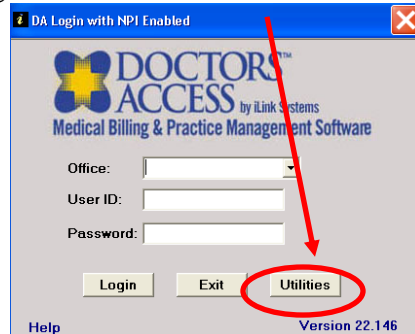 DA Login with NPI Enabled
DOCTORS™
ACCESS by iLink Systems
Medical Billing & Practice Management Software
Office:
User ID:
Password:
Login Exit Utilities
Help Version 22.146